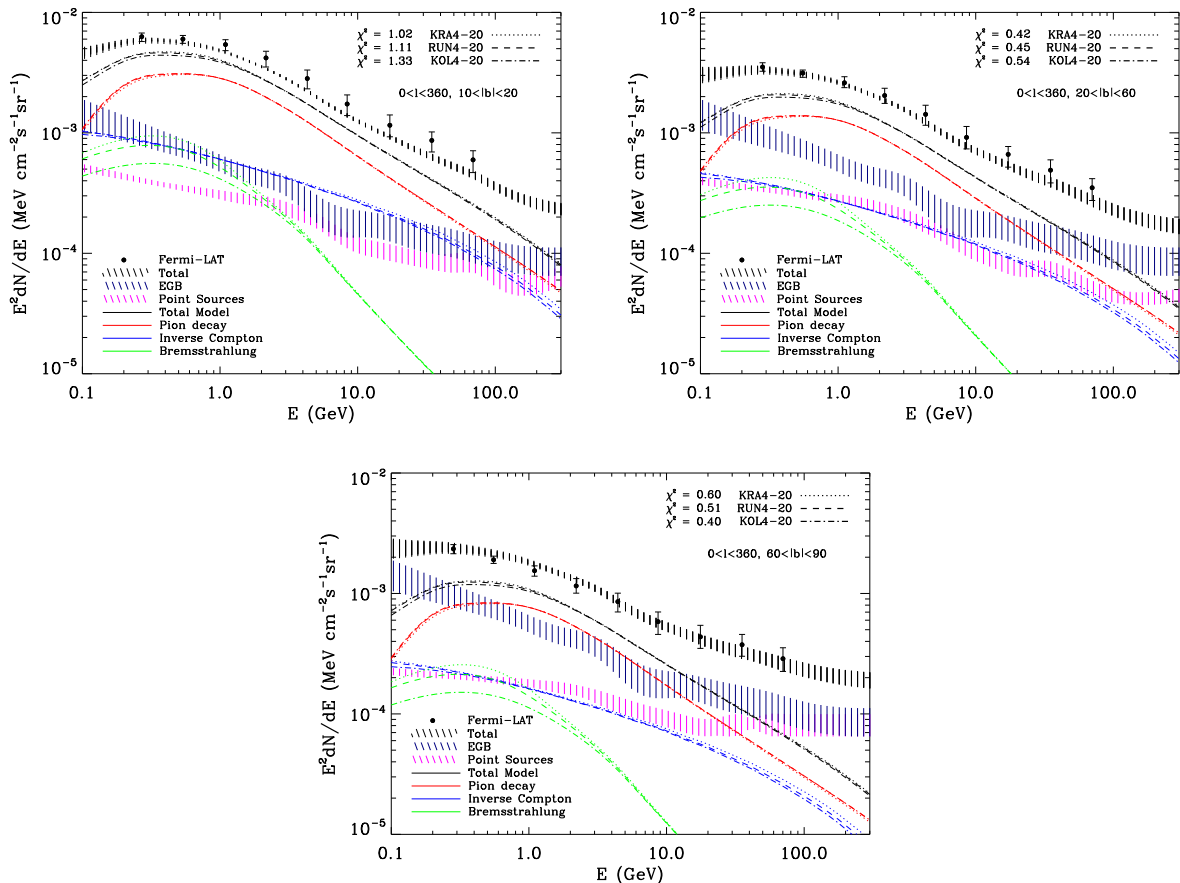 χ² = 1.02 KRA4-20
χ² = 1.11 RUN4-20
χ² = 1.33 KOL4-20
0<l<360, 10<|b|<20
E²dN/dE (MeV cm⁻²s⁻¹sr⁻¹)
10⁻²
10⁻³
10⁻⁴
10⁻⁵
Fermi-LAT
Total
EGB
Point Sources
Total Model
Pion decay
Inverse Compton
Bremsstrahlung
0.1 1.0 10.0 100.0
E (GeV)
χ² = 0.42 KRA4-20
χ² = 0.45 RUN4-20
χ² = 0.54 KOL4-20
0<l<360, 20<|b|<60
E²dN/dE (MeV cm⁻²s⁻¹sr⁻¹)
10⁻²
10⁻³
10⁻⁴
10⁻⁵
Fermi-LAT
Total
EGB
Point Sources
Total Model
Pion decay
Inverse Compton
Bremsstrahlung
0.1 1.0 10.0 100.0
E (GeV)
χ² = 0.60 KRA4-20
χ² = 0.51 RUN4-20
χ² = 0.40 KOL4-20
0<l<360, 60<|b|<90
E²dN/dE (MeV cm⁻²s⁻¹sr⁻¹)
10⁻²
10⁻³
10⁻⁴
10⁻⁵
Fermi-LAT
Total
EGB
Point Sources
Total Model
Pion decay
Inverse Compton
Bremsstrahlung
0.1 1.0 10.0 100.0
E (GeV)